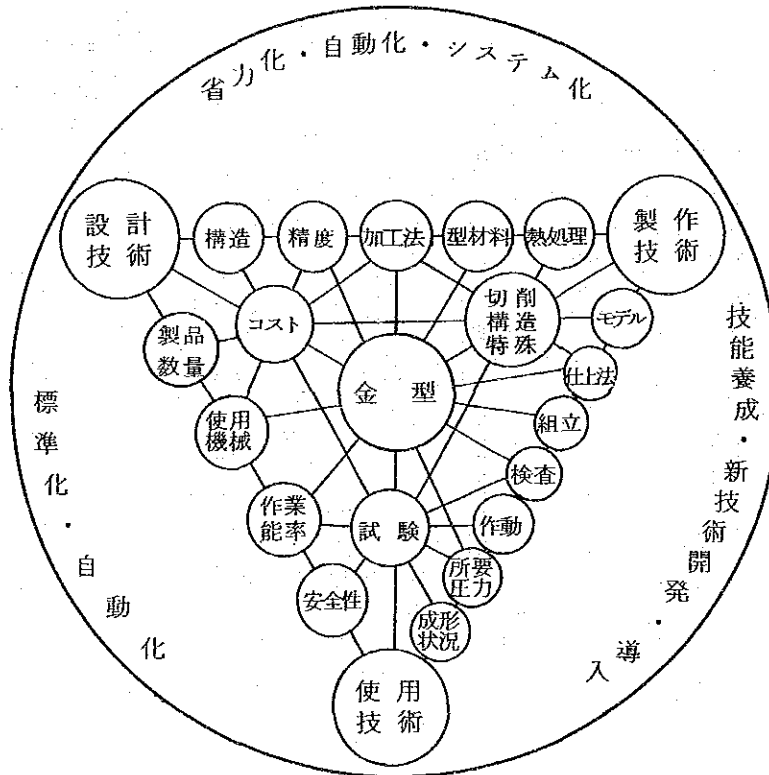 省力化・自動化・システム化
設計
技術
構造
精度
加工法
型材料
熱処理
製作
技術
製品
数量
コスト
切削
構造
特殊
モデル
金型
仕上法
使用
機械
組立
検査
作業
能率
試験
作動
所要
圧力
安全性
成形
状況
使用
技術
標準化・自動化
技能養成・新技術開発・導入